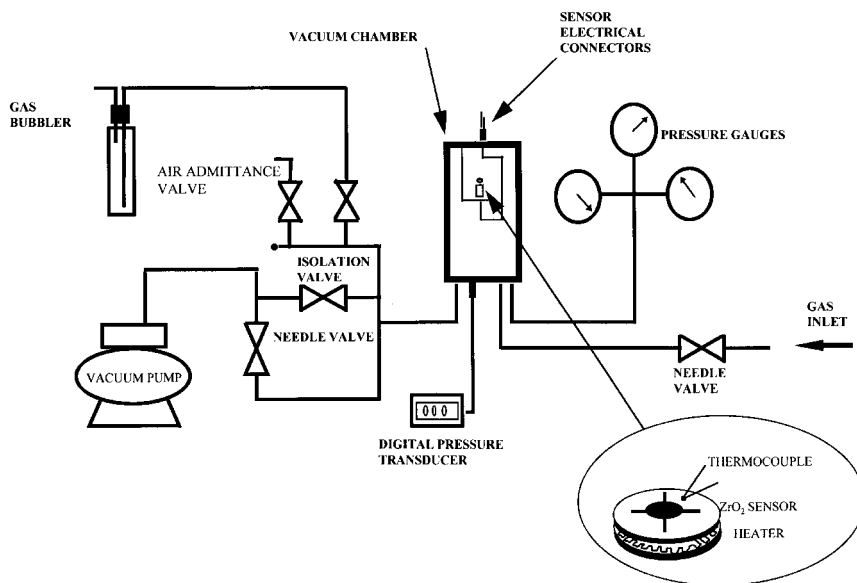 SENSOR
ELECTRICAL
CONNECTORS
VACUUM CHAMBER
GAS
BUBBLER
PRESSURE GAUGES
AIR ADMITTANCE
VALVE
ISOLATION
VALVE
GAS
INLET
NEEDLE VALVE
VACUUM PUMP
NEEDLE
VALVE
000
DIGITAL PRESSURE
TRANSDUCER
THERMOCOUPLE
ZrO₂ SENSOR
HEATER